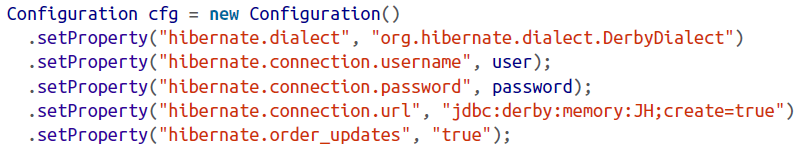 Configuration cfg = new Configuration()
.setProperty("hibernate.dialect", "org.hibernate.dialect.DerbyDialect")
.setProperty("hibernate.connection.username", user);
.setProperty("hibernate.connection.password", password);
.setProperty("hibernate.connection.url", "jdbc:derby:memory:JH;create=true")
.setProperty("hibernate.order_updates", "true");